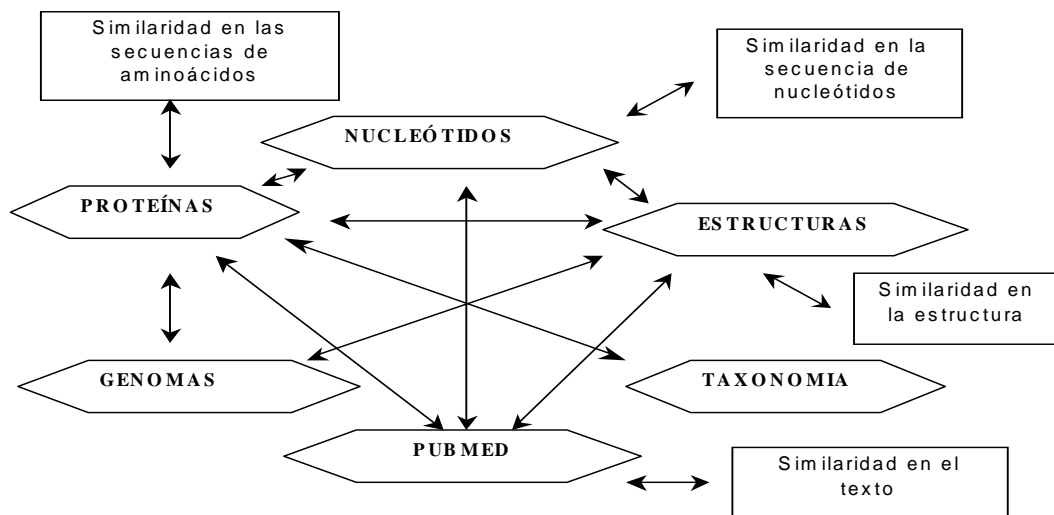 Similaridad en las
secuencias de
aminoácidos
Similaridad en la
secuencia de
nucleótidos
NUCLEÓTIDOS
PROTEÍNAS
ESTRUCTURAS
Similaridad en
la estructura
GENOMAS
TAXONOMIA
PUBMED
Similaridad en el
texto